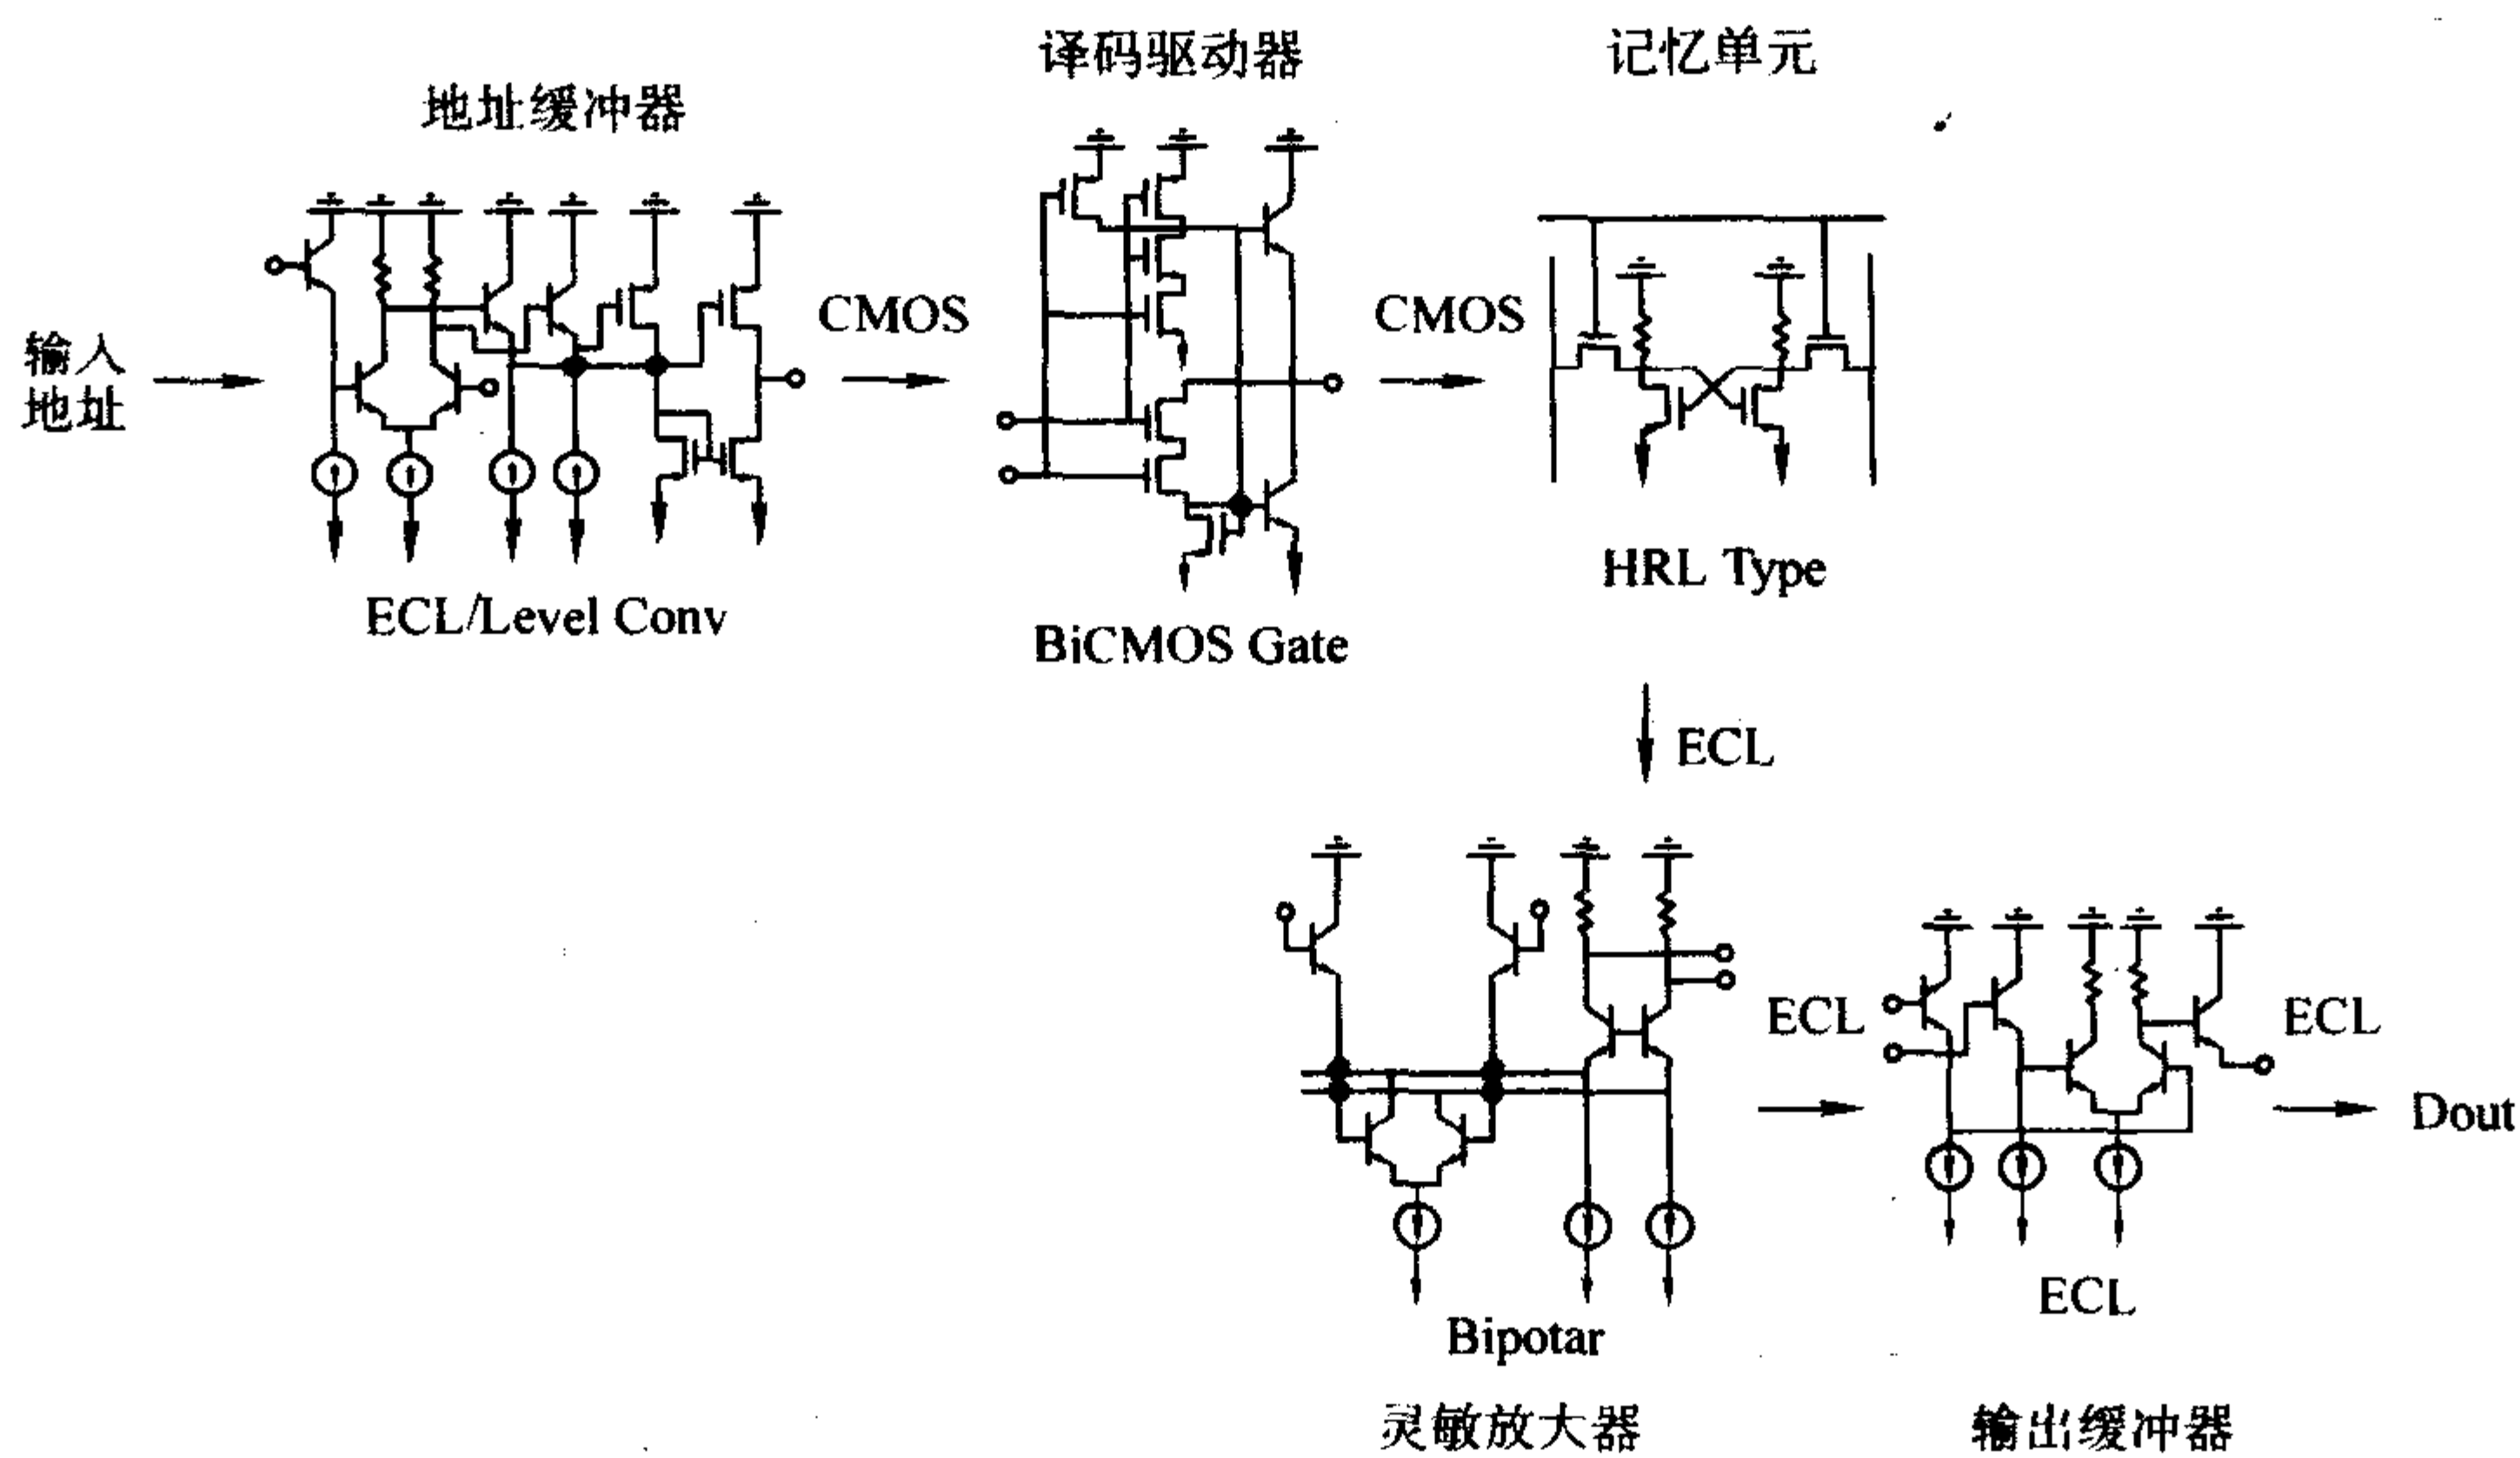 译码驱动器
记忆单元
地址缓冲器
输入
地址
CMOS
CMOS
ECL/Level Conv
BiCMOS Gate
HRL Type
ECL
ECL
ECL
Dout
ECL
Bipotar
灵敏放大器
输出缓冲器